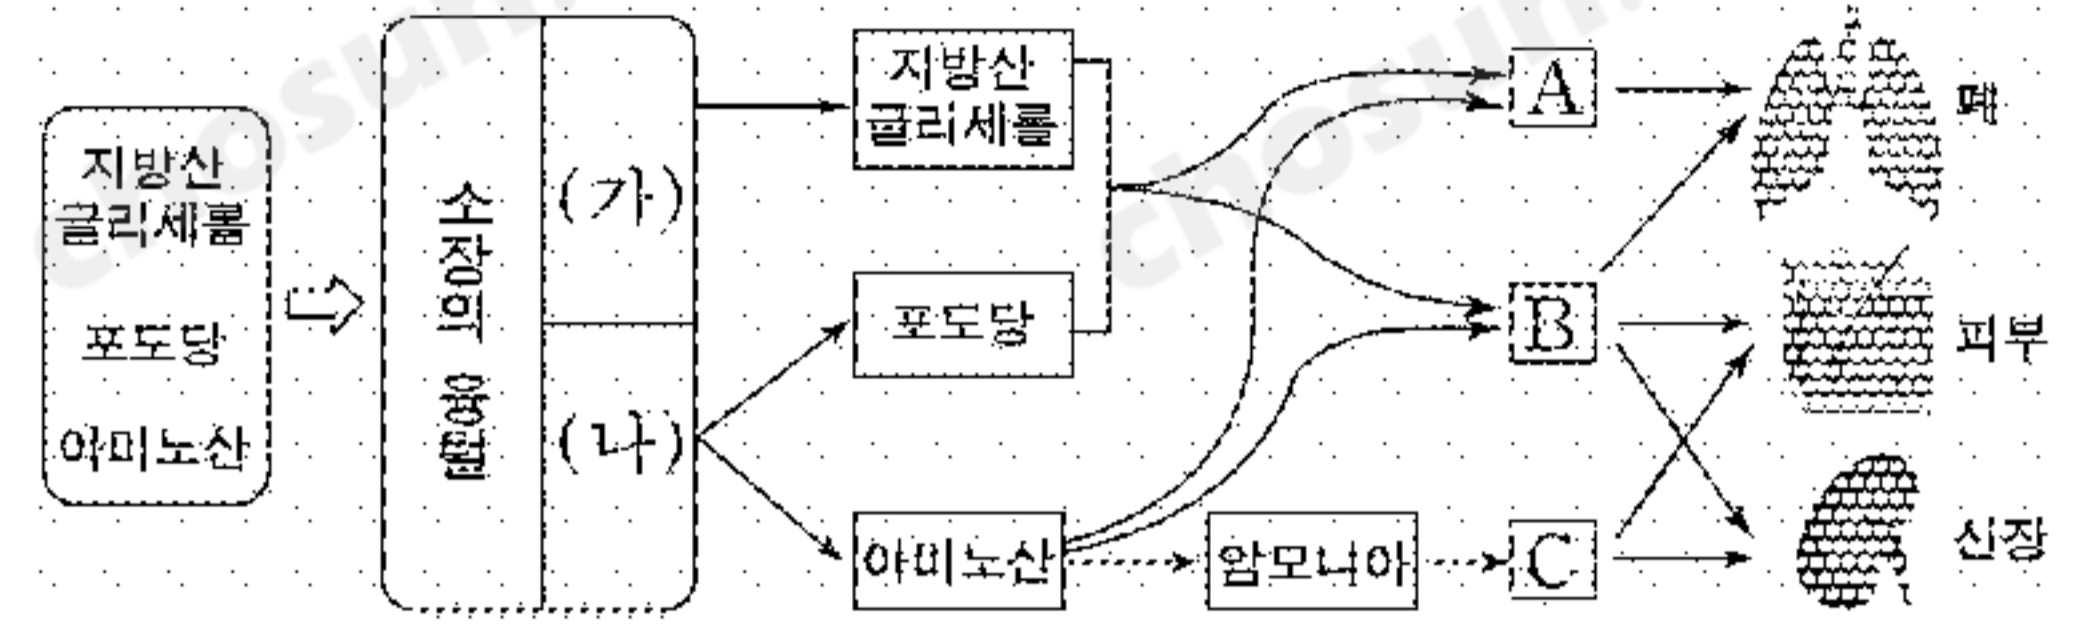 지방산
글리세롤
포도당
아미노산
소장의 융털
(가)
(나)
지방산
글리세롤
포도당
아미노산
암모니아
A
B
C
폐
피부
신장
chosun
chosun.